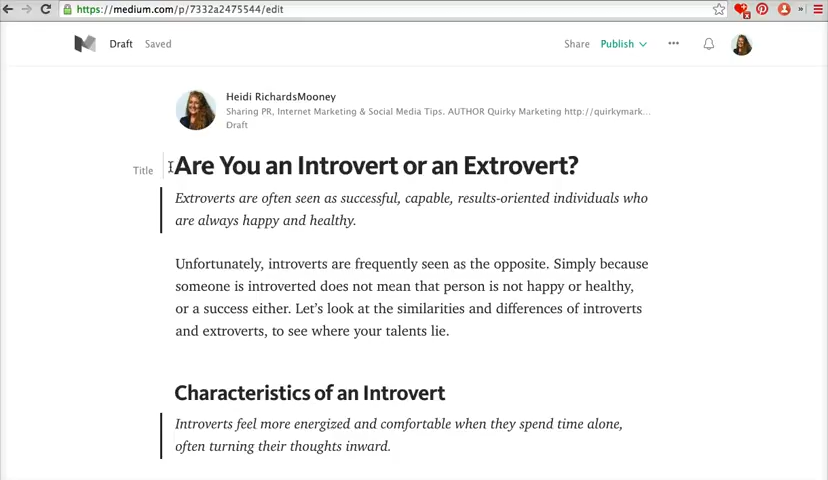 https://medium.com/p/7332a2475544/edit
Draft Saved Share Publish
Heidi RichardsMooney
Sharing PR, Internet Marketing & Social Media Tips. AUTHOR Quirky Marketing http://quirkymark...
Draft
Title
Are You an Introvert or an Extrovert?
Extroverts are often seen as successful, capable, results-oriented individuals who
are always happy and healthy.
Unfortunately, introverts are frequently seen as the opposite. Simply because
someone is introverted does not mean that person is not happy or healthy,
or a success either. Let’s look at the similarities and differences of introverts
and extroverts, to see where your talents lie.
Characteristics of an Introvert
Introverts feel more energized and comfortable when they spend time alone,
often turning their thoughts inward.